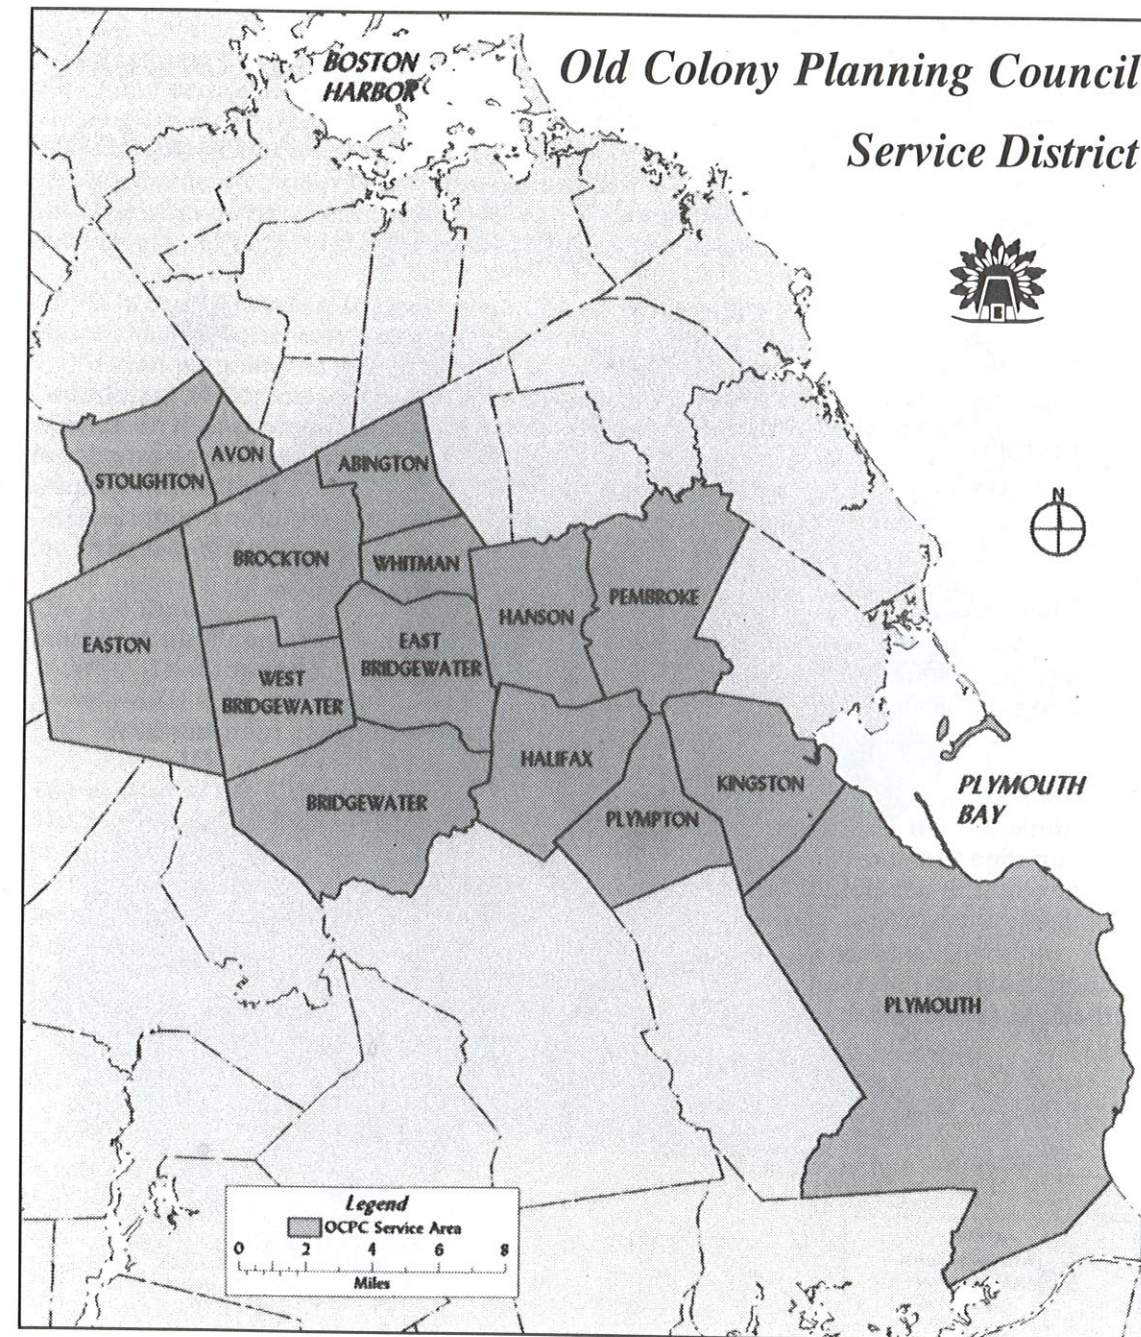 Old Colony Planning Council
Service District
BOSTON
HARBOR
N
STOUGHTON
AVON
ABINGTON
BROCKTON
WHITMAN
HANSON
PEMBROKE
EASTON
WEST
BRIDGEWATER
EAST
BRIDGEWATER
BRIDGEWATER
HALIFAX
PLYMPTON
KINGSTON
PLYMOUTH
BAY
PLYMOUTH
Legend
OCPC Service Area
0 2 4 6 8
Miles